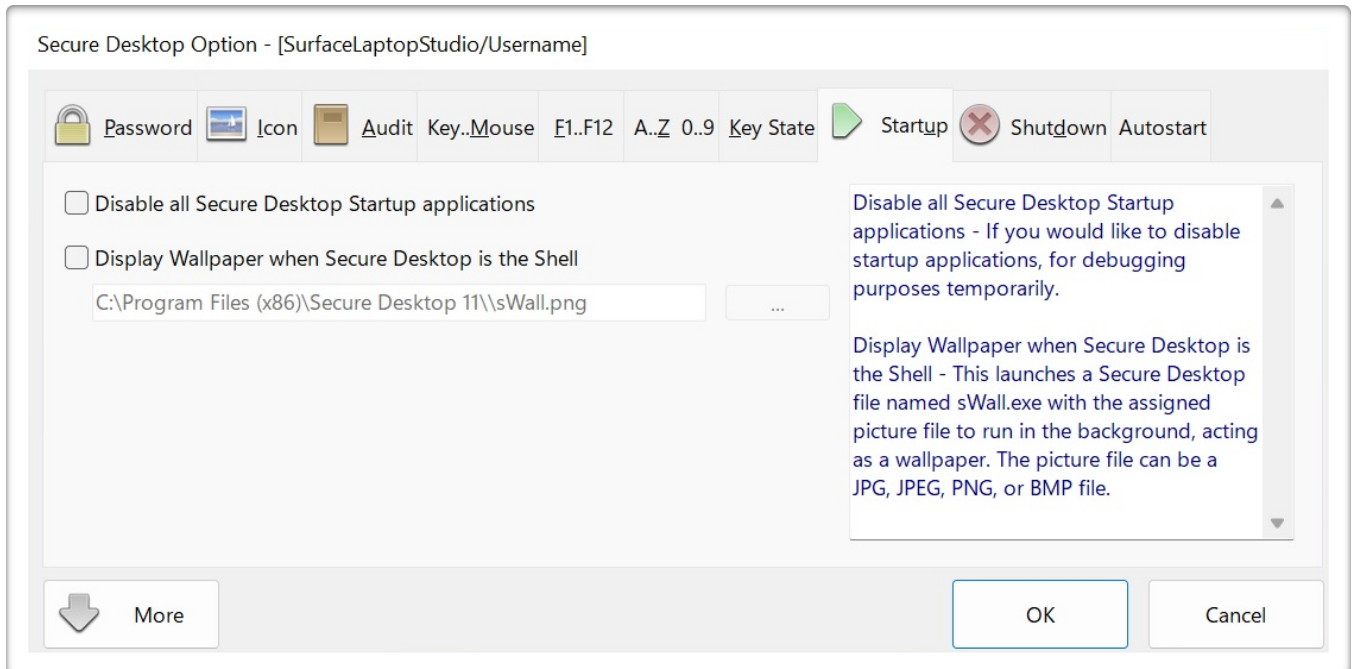 Secure Desktop Option - [SurfaceLaptopStudio/Username]
Password Icon Audit Key..Mouse F1..F12 A..Z 0..9 Key State Startup Shutdown Autostart
Disable all Secure Desktop Startup applications
Display Wallpaper when Secure Desktop is the Shell
C:\Program Files (x86)\Secure Desktop 11\\sWall.png
...
Disable all Secure Desktop Startup
applications - If you would like to disable
startup applications, for debugging
purposes temporarily.
Display Wallpaper when Secure Desktop is
the Shell - This launches a Secure Desktop
file named sWall.exe with the assigned
picture file to run in the background, acting
as a wallpaper. The picture file can be a
JPG, JPEG, PNG, or BMP file.
More
OK
Cancel